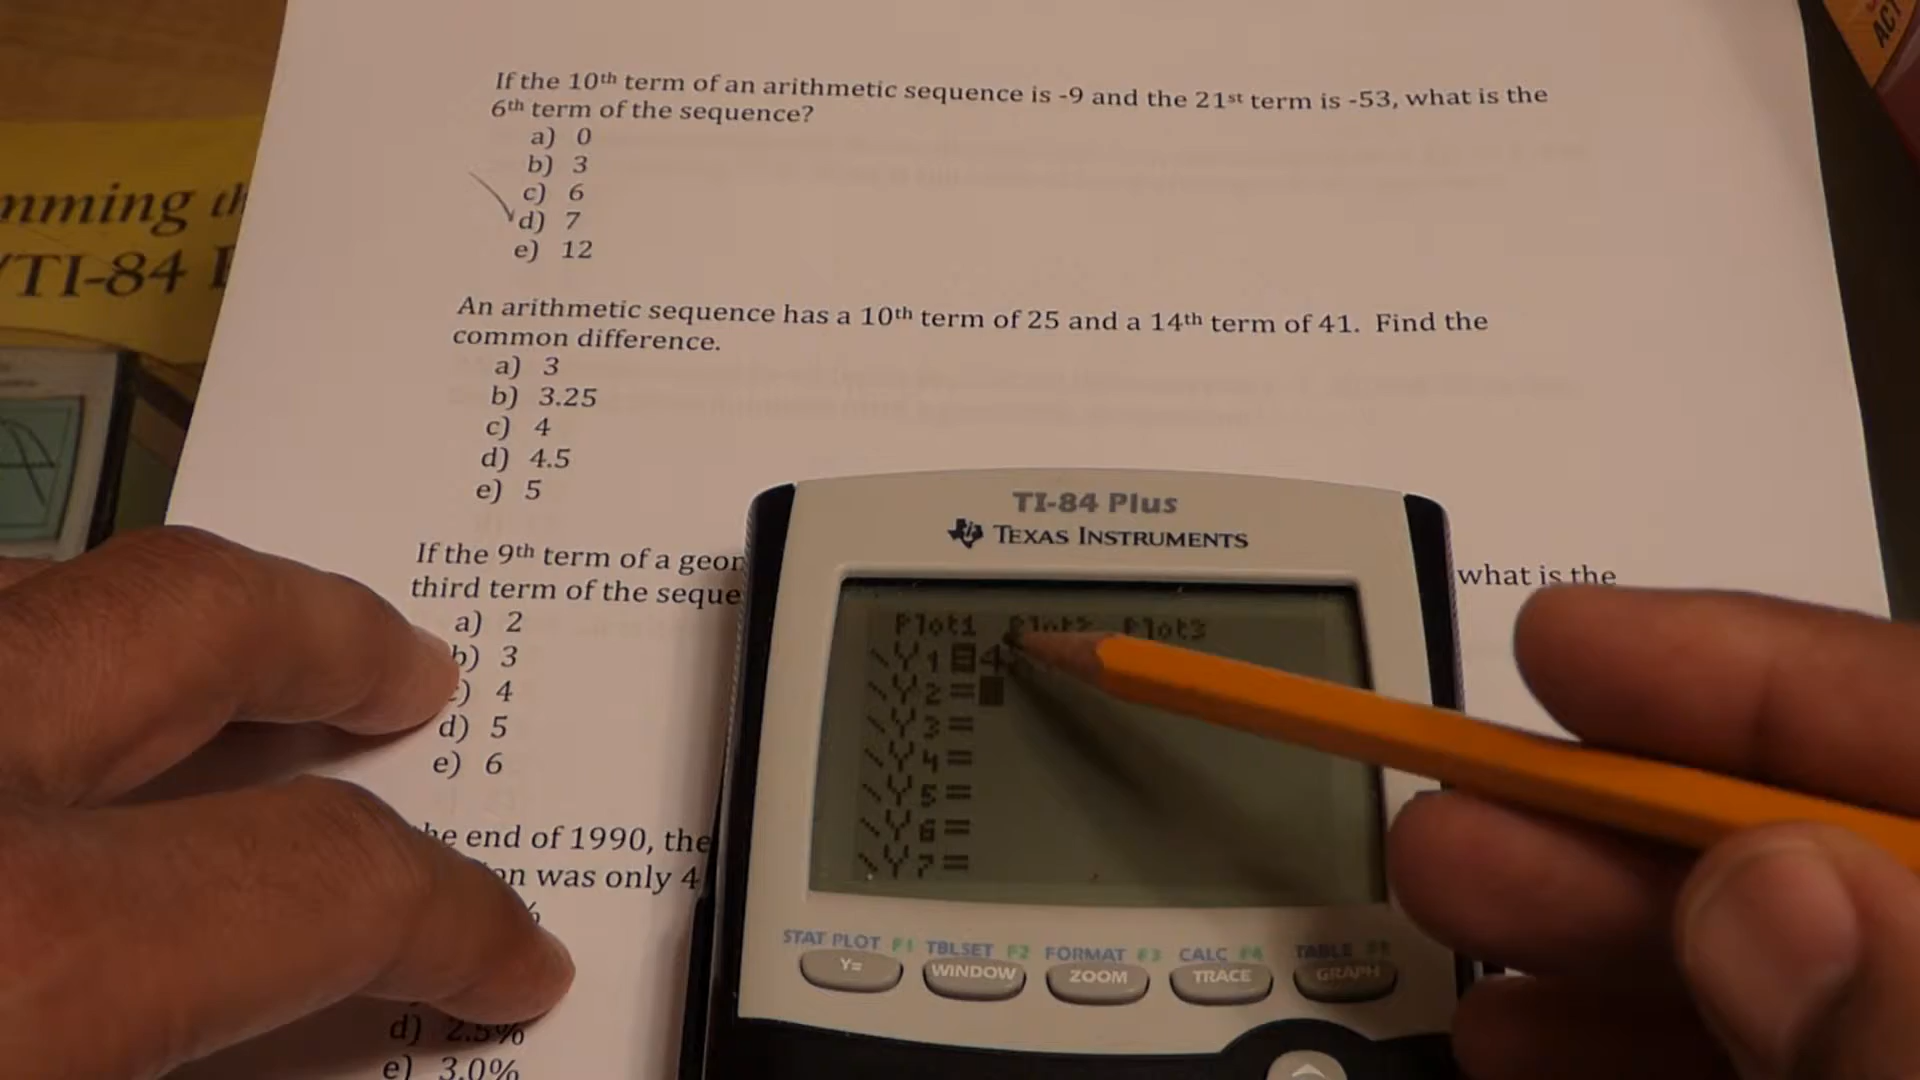 If the 10th term of an arithmetic sequence is -9 and the 21st term is -53, what is the
6th term of the sequence?
a) 0
b) 3
c) 6
d) 7
e) 12
An arithmetic sequence has a 10th term of 25 and a 14th term of 41. Find the
common difference.
a) 3
b) 3.25
c) 4
d) 4.5
e) 5
If the 9th term of a geor
what is the
third term of the seque
a) 2
b) 3
c) 4
d) 5
e) 6
he end of 1990, the
on was only 4
%
d) 2.5%
e) 3.0%
TI-84
ACT
TI-84 Plus
TEXAS INSTRUMENTS
Plot1 Plot2 Plot3
\Y1=4
\Y2=
\Y3=
\Y4=
\Y5=
\Y6=
\Y7=
STAT PLOT F1 TBLSET F2 FORMAT F3 CALC F4 TABLE F5
Y= WINDOW ZOOM TRACE GRAPH